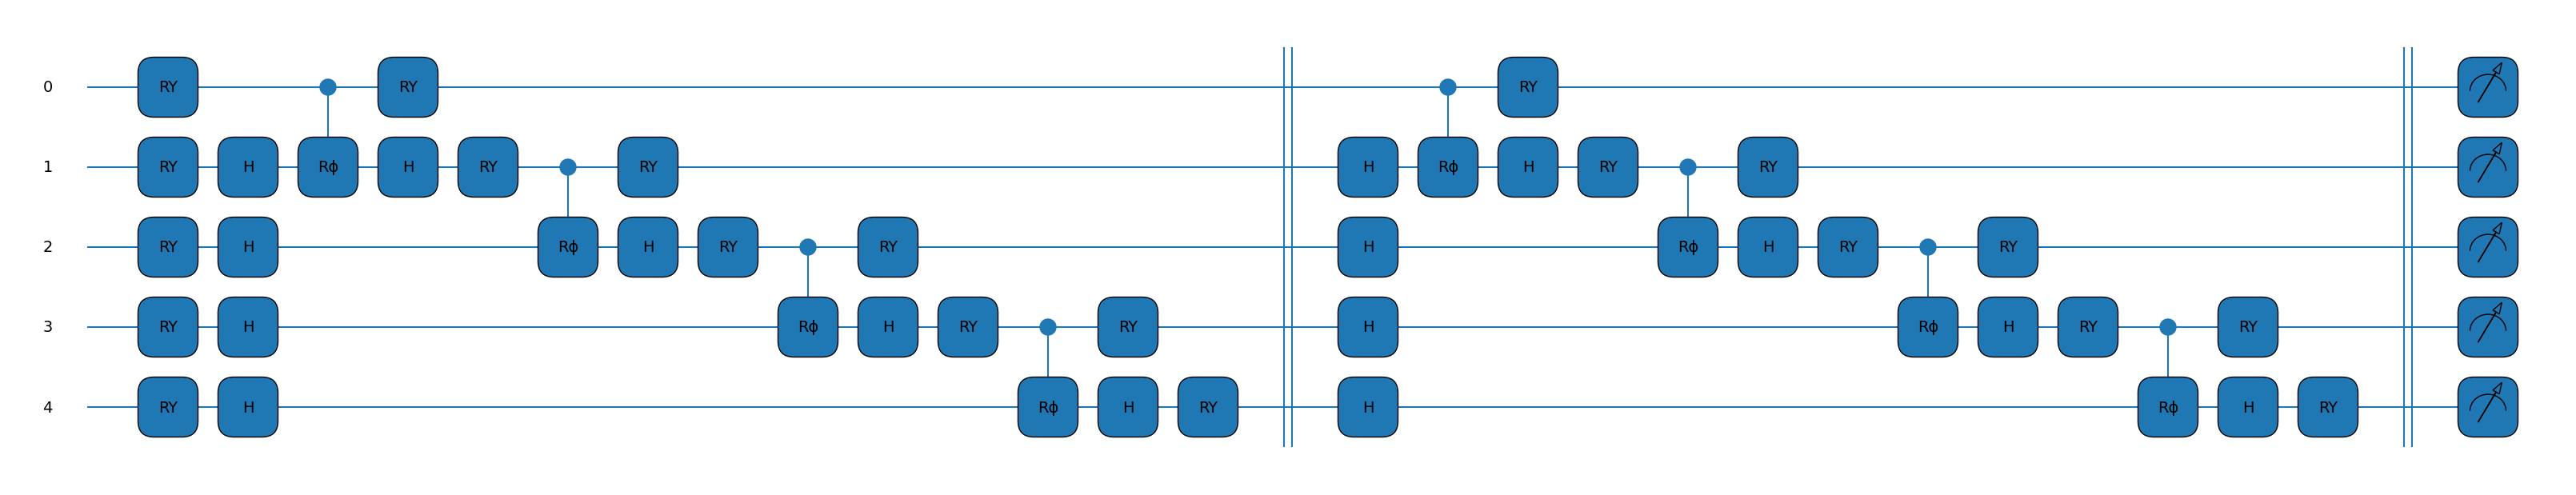 0 RY RY RY
1 RY H Rϕ H RY RY H Rϕ H RY RY
2 RY H Rϕ H RY RY H Rϕ H RY RY
3 RY H Rϕ H RY RY H Rϕ H RY RY
4 RY H Rϕ H RY H Rϕ H RY